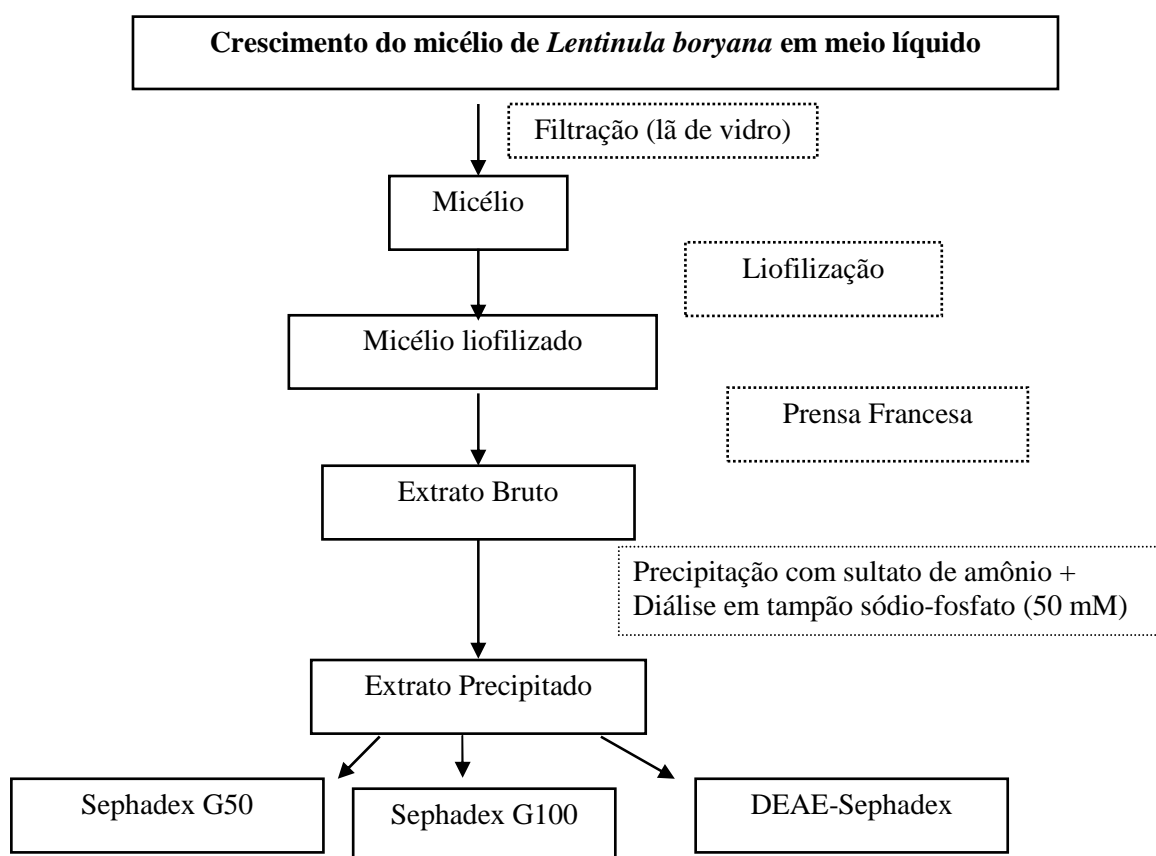 Crescimento do micélio de Lentinula boryana em meio líquido
Filtração (lã de vidro)
Micélio
Liofilização
Micélio liofilizado
Prensa Francesa
Extrato Bruto
Precipitação com sultato de amônio +
Diálise em tampão sódio-fosfato (50 mM)
Extrato Precipitado
Sephadex G50
Sephadex G100
DEAE-Sephadex